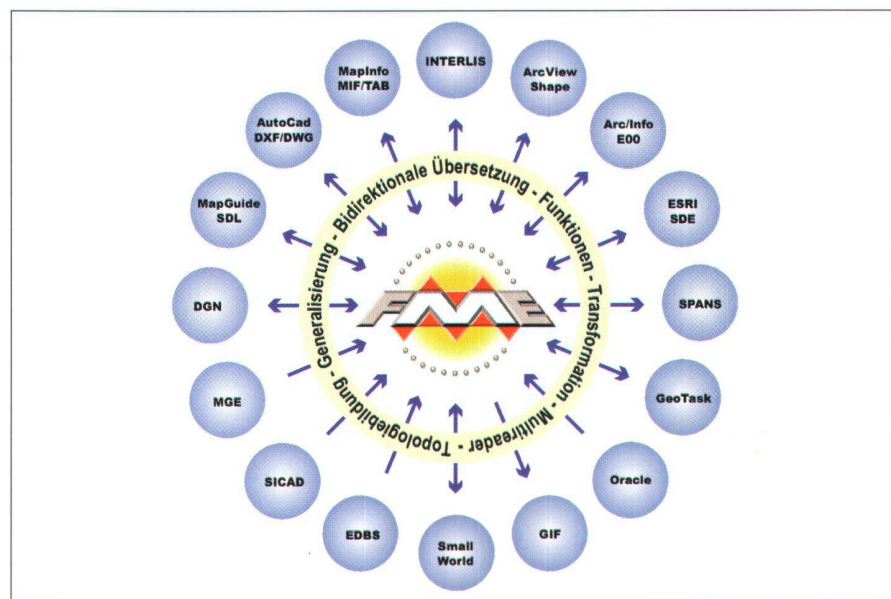 INTERLIS
ArcView
Shape
Arc/Info
E00
ESRI
SDE
SPANS
GeoTask
Oracle
GIF
Small
World
EDBS
SICAD
MGE
DGN
MapGuide
SDL
AutoCad
DXF/DWG
MapInfo
MIF/TAB
Bidirektionale Übersetzung - Funktionen - Transformation - Multireader - Topologiebildung - Generalisierung -
FME